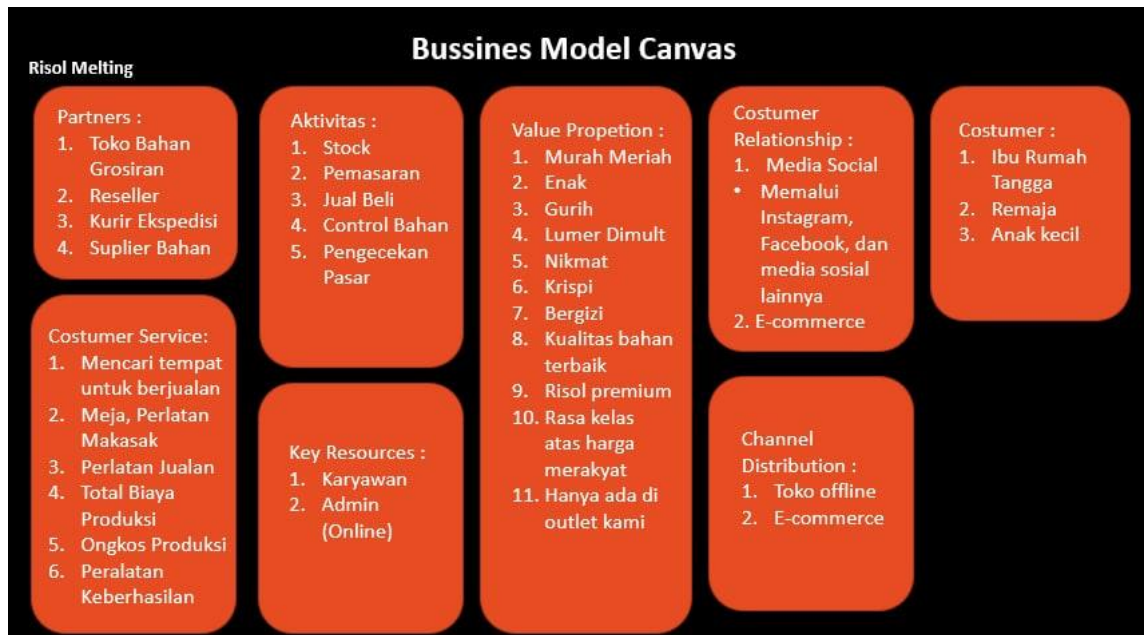 Bussines Model Canvas
Risol Melting
Partners :
1. Toko Bahan
Grosiran
2. Reseller
3. Kurir Ekspedisi
4. Suplier Bahan
Costumer Service:
1. Mencari tempat
untuk berjualan
2. Meja, Perlatan
Makasak
3. Perlatan Jualan
4. Total Biaya
Produksi
5. Ongkos Produksi
6. Peralatan
Keberhasilan
Aktivitas :
1. Stock
2. Pemasaran
3. Jual Beli
4. Control Bahan
5. Pengecekan
Pasar
Key Resources :
1. Karyawan
2. Admin
(Online)
Value Propetion :
1. Murah Meriah
2. Enak
3. Gurih
4. Lumer Dimult
5. Nikmat
6. Krispi
7. Bergizi
8. Kualitas bahan
terbaik
9. Risol premium
10. Rasa kelas
atas harga
merakyat
11. Hanya ada di
outlet kami
Costumer
Relationship :
1. Media Social
• Memalui
Instagram,
Facebook, dan
media sosial
lainnya
2. E-commerce
Channel
Distribution :
1. Toko offline
2. E-commerce
Costumer :
1. Ibu Rumah
Tangga
2. Remaja
3. Anak kecil